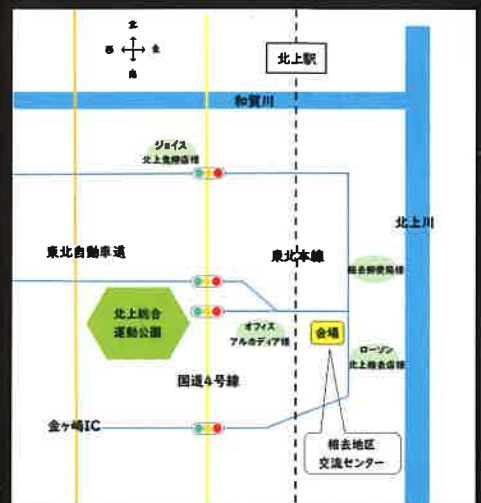 北
西 東
南
北上駅
和賀川
ジョイス
北上鬼柳店様
北上川
東北自動車道
東北本線
相去郵便局様
北上総合
運動公園
オフィス
アルカディア様
会場
ローソン
北上相去店様
国道4号線
金ヶ崎IC
相去地区
交流センター